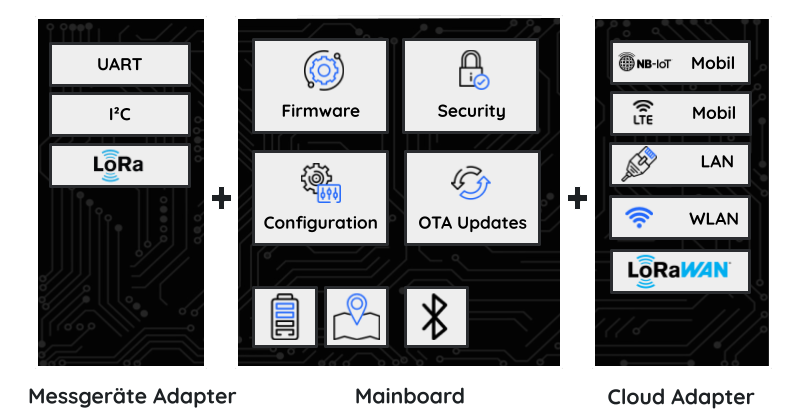 UART
I²C
LoRa
Messgeräte Adapter
+
Firmware
Security
Configuration
OTA Updates
Mainboard
+
NB-IoT Mobil
LTE Mobil
LAN
WLAN
LoRaWAN
Cloud Adapter